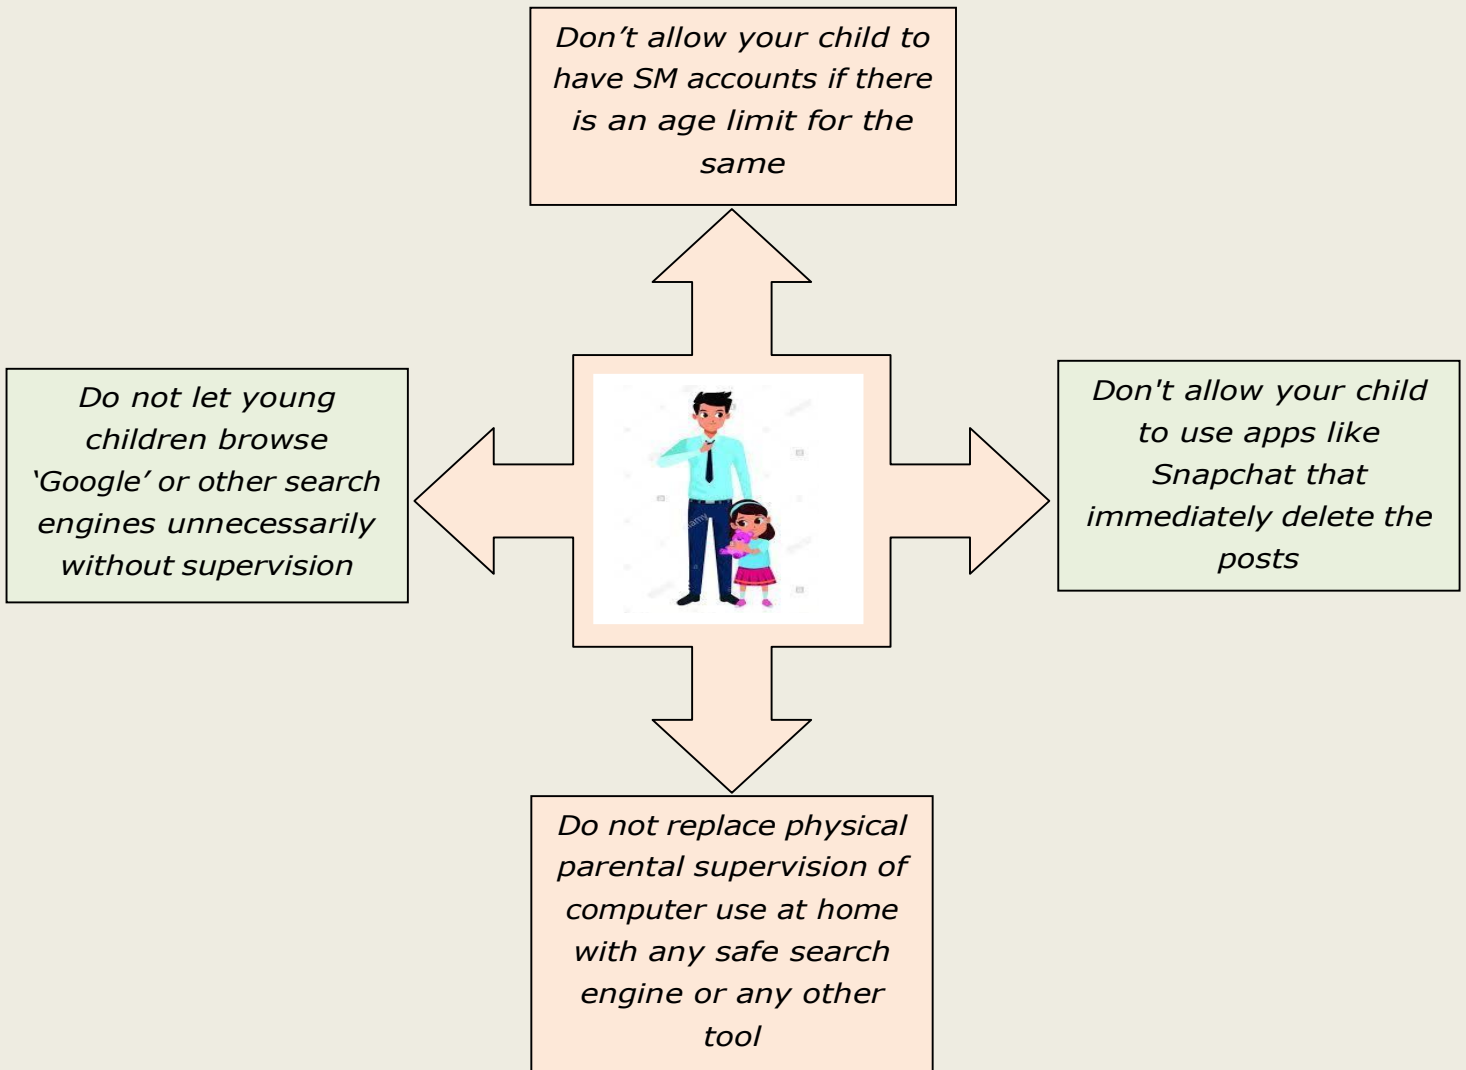 Don’t allow your child to
have SM accounts if there
is an age limit for the
same
Do not let young
children browse
‘Google’ or other search
engines unnecessarily
without supervision
Don't allow your child
to use apps like
Snapchat that
immediately delete the
posts
Do not replace physical
parental supervision of
computer use at home
with any safe search
engine or any other
tool